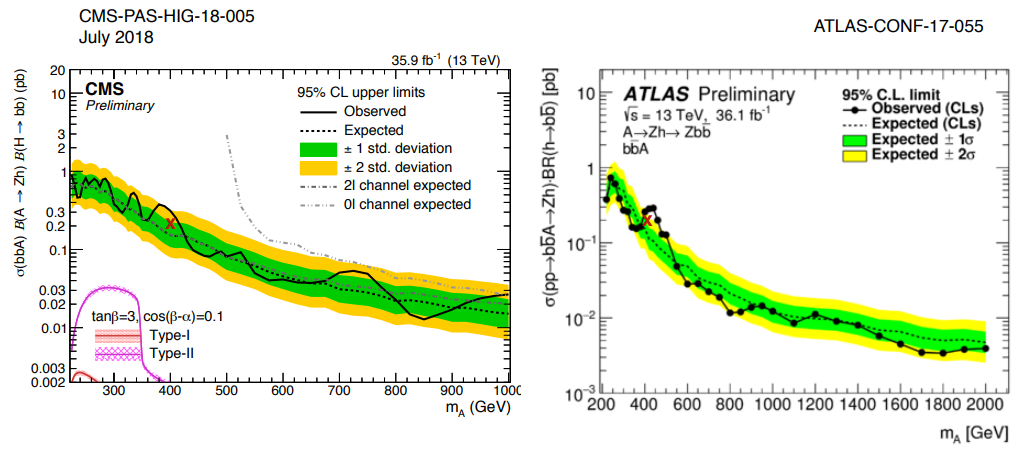 CMS-PAS-HIG-18-005
July 2018
35.9 fb⁻¹ (13 TeV)
σ(bbA) B(A → Zh) B(H → bb) (pb)
20
10
3
2
1
0.3
0.2
0.1
0.03
0.02
0.01
0.003
0.002
CMS
Preliminary
95% CL upper limits
Observed
Expected
± 1 std. deviation
± 2 std. deviation
2l channel expected
0l channel expected
X
tanβ=3, cos(β-α)=0.1
Type-I
Type-II
300 400 500 600 700 800 900 1000
m_A (GeV)
ATLAS-CONF-17-055
σ(pp→bb̄A→Zh)·BR(h→bb̄) [pb]
10
1
10⁻¹
10⁻²
10⁻³
ATLAS Preliminary
√s = 13 TeV, 36.1 fb⁻¹
A→Zh→ Zbb̄
bb̄A
95% C.L. limit
Observed (CLs)
Expected (CLs)
Expected ± 1σ
Expected ± 2σ
X
200 400 600 800 1000 1200 1400 1600 1800 2000
m_A [GeV]